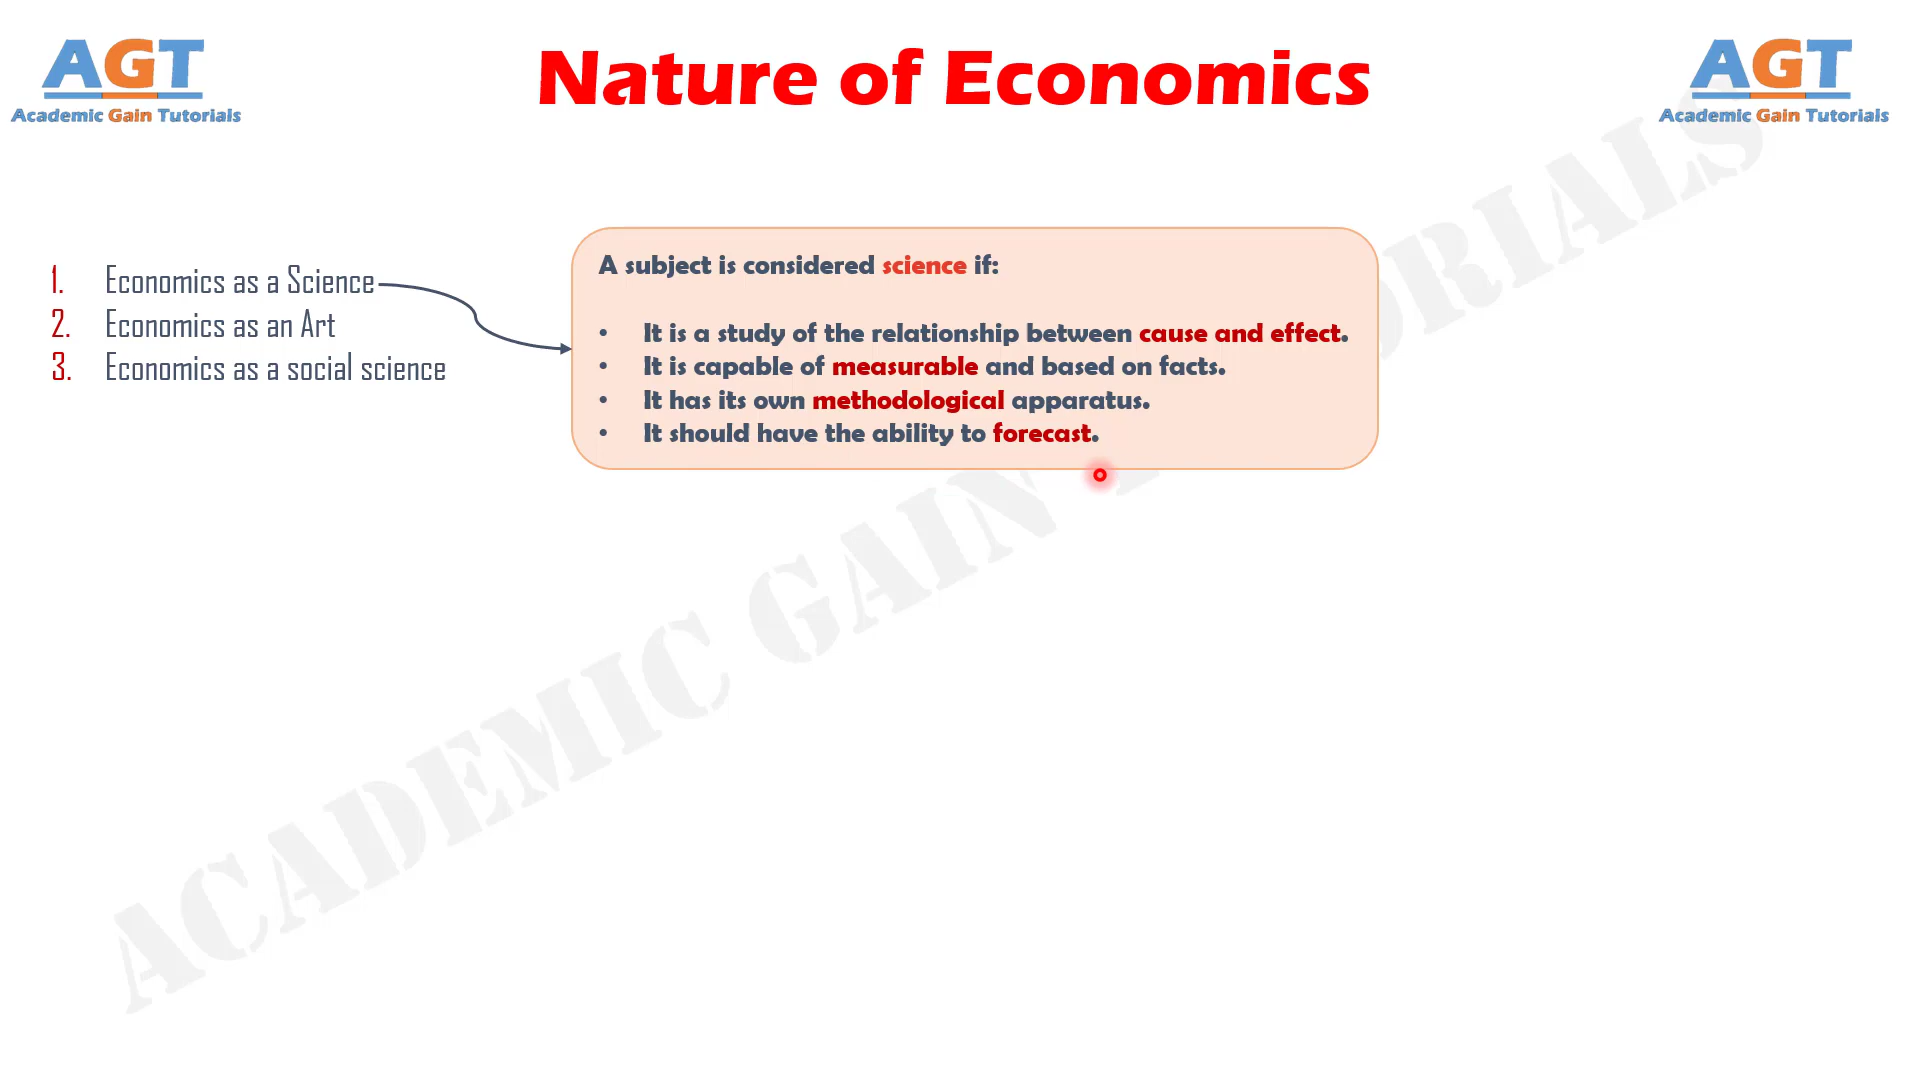 AGT
Academic Gain Tutorials
Nature of Economics
AGT
Academic Gain Tutorials
1. Economics as a Science
2. Economics as an Art
3. Economics as a social science
A subject is considered science if:
• It is a study of the relationship between cause and effect.
• It is capable of measurable and based on facts.
• It has its own methodological apparatus.
• It should have the ability to forecast.
ACADEMIC GAIN TUTORIALS